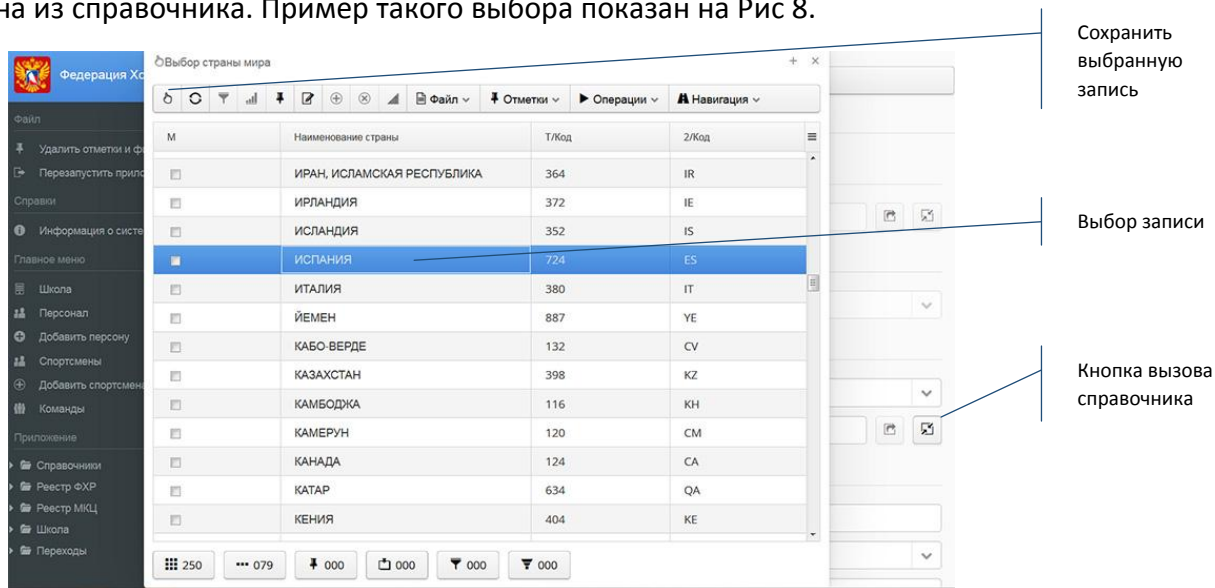 на из справочника. Пример такого выбора показан на Рис 8.
Сохранить
выбранную
запись
Выбор записи
Кнопка вызова
справочника
Федерация Хо
Файл
Удалить отметки и ф
Перезапустить прило
Справки
Информация о систе
Главное меню
Школа
Персонал
Добавить персону
Спортсмены
Добавить спортсмен
Команды
Приложение
Справочники
Реестр ФХР
Реестр МКЦ
Школа
Переходы
Выбор страны мира
Файл Отметки Операции Навигация
М Наименование страны Т/Код 2/Код
ИРАН, ИСЛАМСКАЯ РЕСПУБЛИКА 364 IR
ИРЛАНДИЯ 372 IE
ИСЛАНДИЯ 352 IS
ИСПАНИЯ 724 ES
ИТАЛИЯ 380 IT
ЙЕМЕН 887 YE
КАБО-ВЕРДЕ 132 CV
КАЗАХСТАН 398 KZ
КАМБОДЖА 116 KH
КАМЕРУН 120 CM
КАНАДА 124 CA
КАТАР 634 QA
КЕНИЯ 404 KE
250 079 000 000 000 000